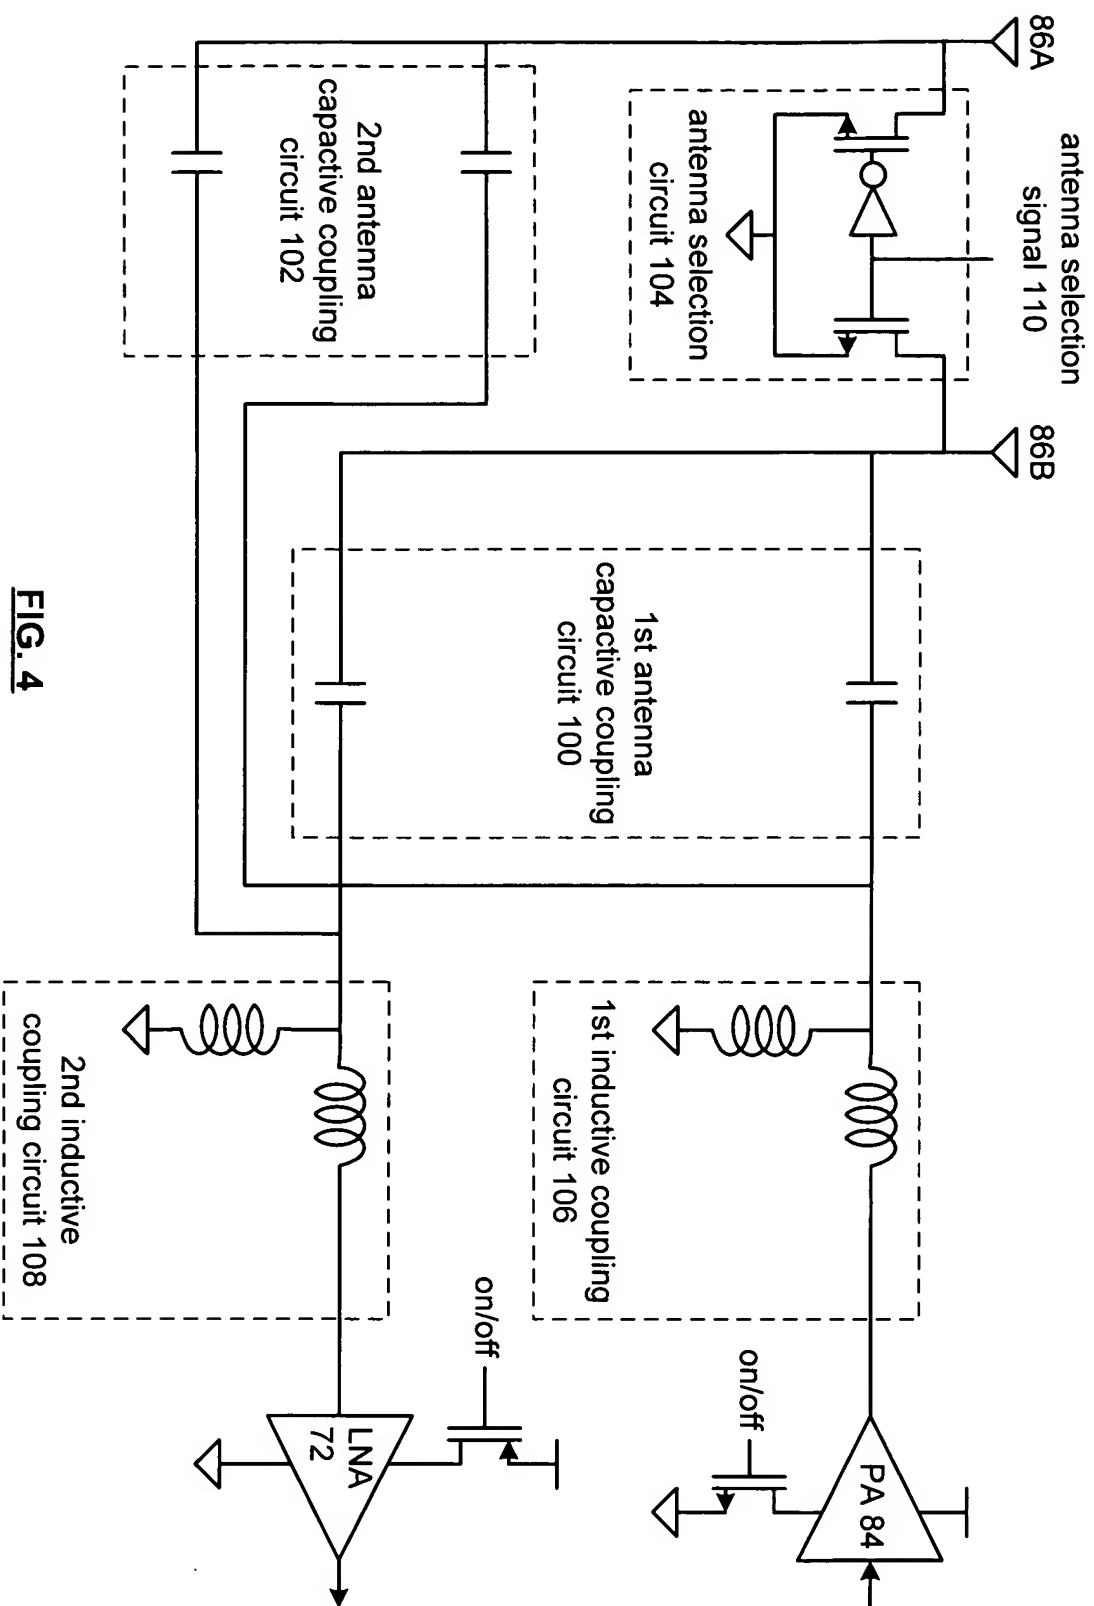 86A
antenna selection
signal 110
86B
antenna selection
circuit 104
2nd antenna
capactive coupling
circuit 102
1st antenna
capactive coupling
circuit 100
1st inductive coupling
circuit 106
2nd inductive
coupling circuit 108
on/off
PA 84
on/off
LNA
72
FIG. 4